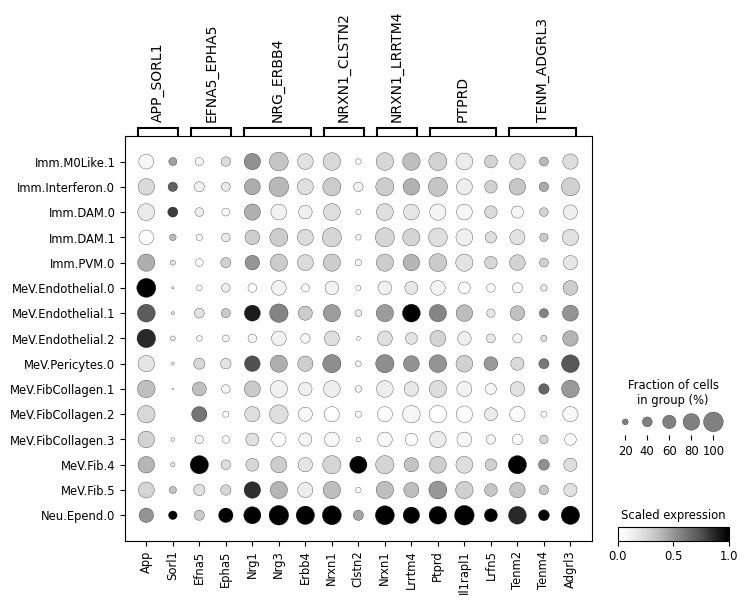 APP_SORL1
EFNA5_EPHA5
NRG_ERBB4
NRXN1_CLSTN2
NRXN1_LRRTM4
PTPRD
TENM_ADGRL3
Imm.M0Like.1
Imm.Interferon.0
Imm.DAM.0
Imm.DAM.1
Imm.PVM.0
MeV.Endothelial.0
MeV.Endothelial.1
MeV.Endothelial.2
MeV.Pericytes.0
MeV.FibCollagen.1
MeV.FibCollagen.2
MeV.FibCollagen.3
MeV.Fib.4
MeV.Fib.5
Neu.Epend.0
App
Sorl1
Efna5
Epha5
Nrg1
Nrg3
Erbb4
Nrxn1
Clstn2
Nrxn1
Lrrtm4
Ptprd
Il1rapl1
Lrfn5
Tenm2
Tenm4
Adgrl3
Fraction of cells
in group (%)
20 40 60 80 100
Scaled expression
0.0 0.5 1.0